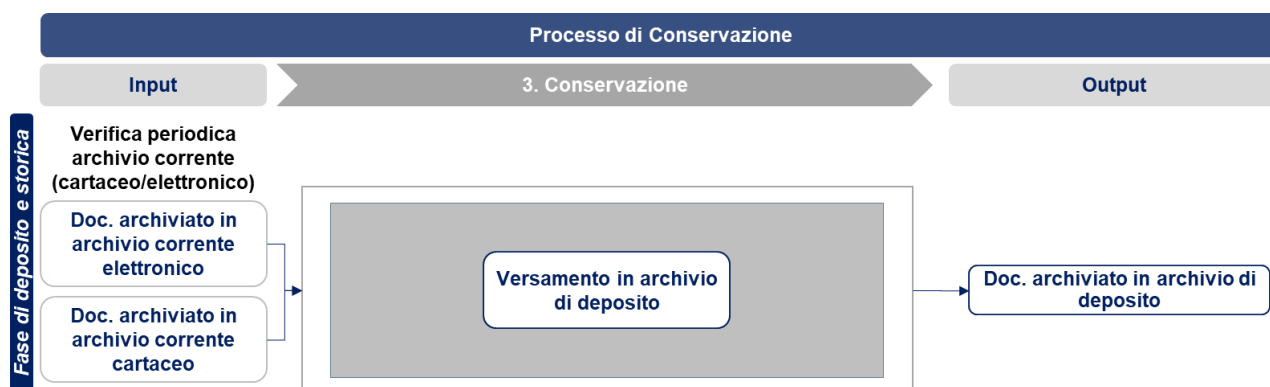 Processo di Conservazione
Input
3. Conservazione
Output
Fase di deposito e storica
Verifica periodica
archivio corrente
(cartaceo/elettronico)
Doc. archiviato in
archivio corrente
elettronico
Doc. archiviato in
archivio corrente
cartaceo
Versamento in archivio
di deposito
Doc. archiviato in archivio di
deposito